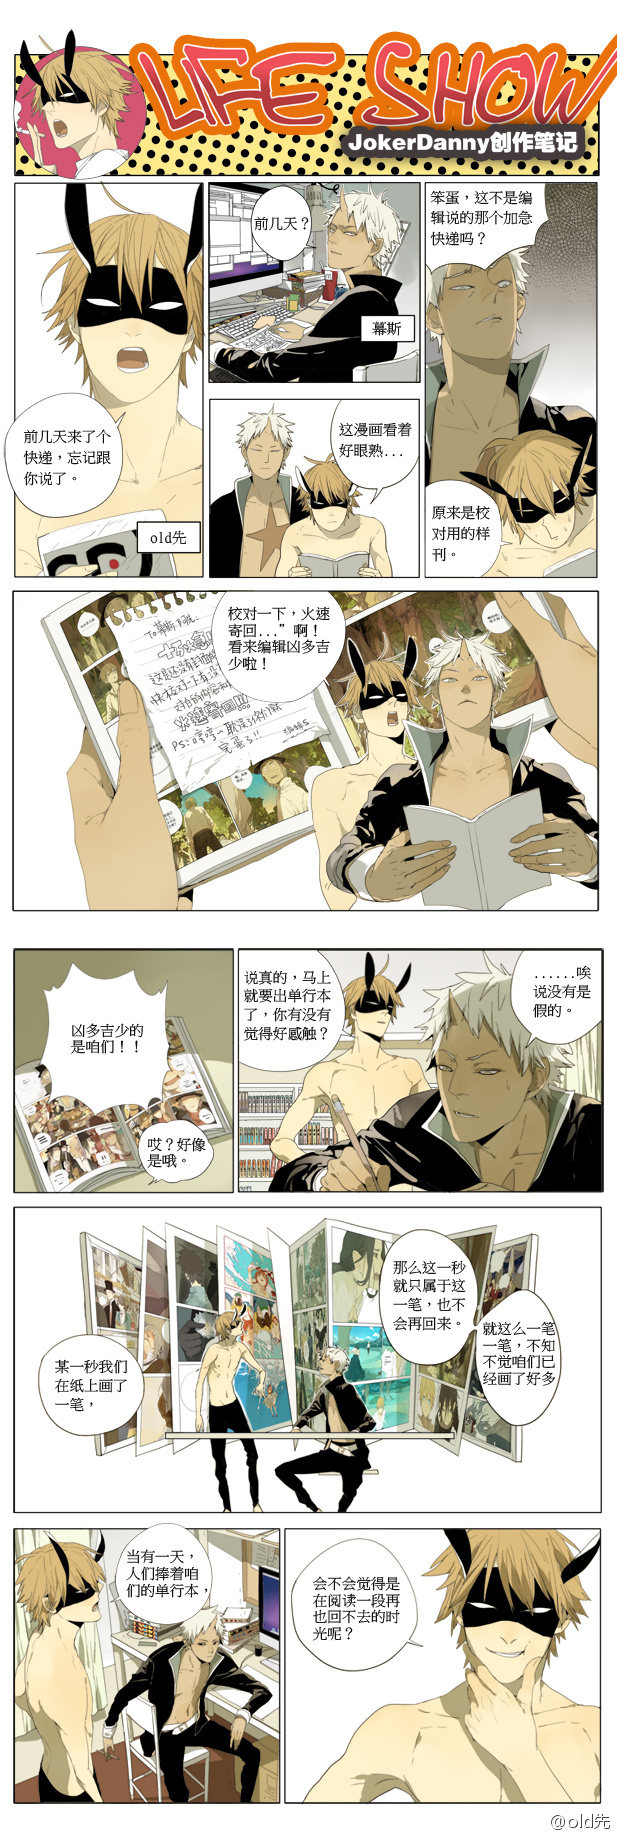 LIFE SHOW
JokerDanny创作笔记
前几天来了个
快递，忘记跟
你说了。
old先
前几天？
幕斯
笨蛋，这不是编
辑说的那个加急
快递吗？
这漫画看着
好眼熟...
原来是校
对用的样
刊。
校对一下，火速
寄回...”啊！
看来编辑凶多吉
少啦！
凶多吉少的
是咱们！！
哎？好像
是哦。
说真的，马上
就要出单行本
了，你有没有
觉得好感触？
......唉
说没有是
假的。
某一秒我们
在纸上画了
一笔，
那么这一秒
就只属于这
一笔，也不
会再回来。
就这么一笔
一笔，不知
不觉咱们已
经画了好多
当有一天，
人们捧着咱
们的单行本，
会不会觉得是
在阅读一段再
也回不去的时
光呢？
@old先